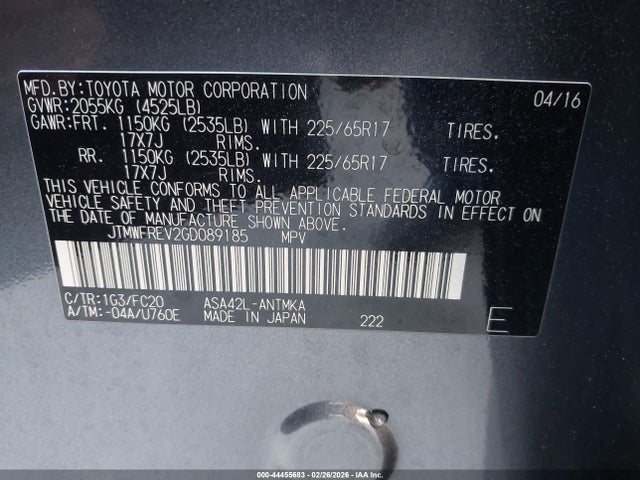 MFD.BY:TOYOTA MOTOR CORPORATION 04/16
GVWR:2055KG (4525LB)
GAWR:FRT. 1150KG (2535LB) WITH 225/65R17 TIRES.
17X7J RIMS.
RR. 1150KG (2535LB) WITH 225/65R17 TIRES.
17X7J RIMS.
THIS VEHICLE CONFORMS TO ALL APPLICABLE FEDERAL MOTOR
VEHICLE SAFETY AND THEFT PREVENTION STANDARDS IN EFFECT ON
THE DATE OF MANUFACTURE SHOWN ABOVE.
JTMWFREV2GD089185 MPV
C/TR:1G3/FC20 ASA42L-ANTMKA
A/TM:-04A/U760E MADE IN JAPAN 222 E
000-44455683 - 02/26/2026 - IAAI.COM